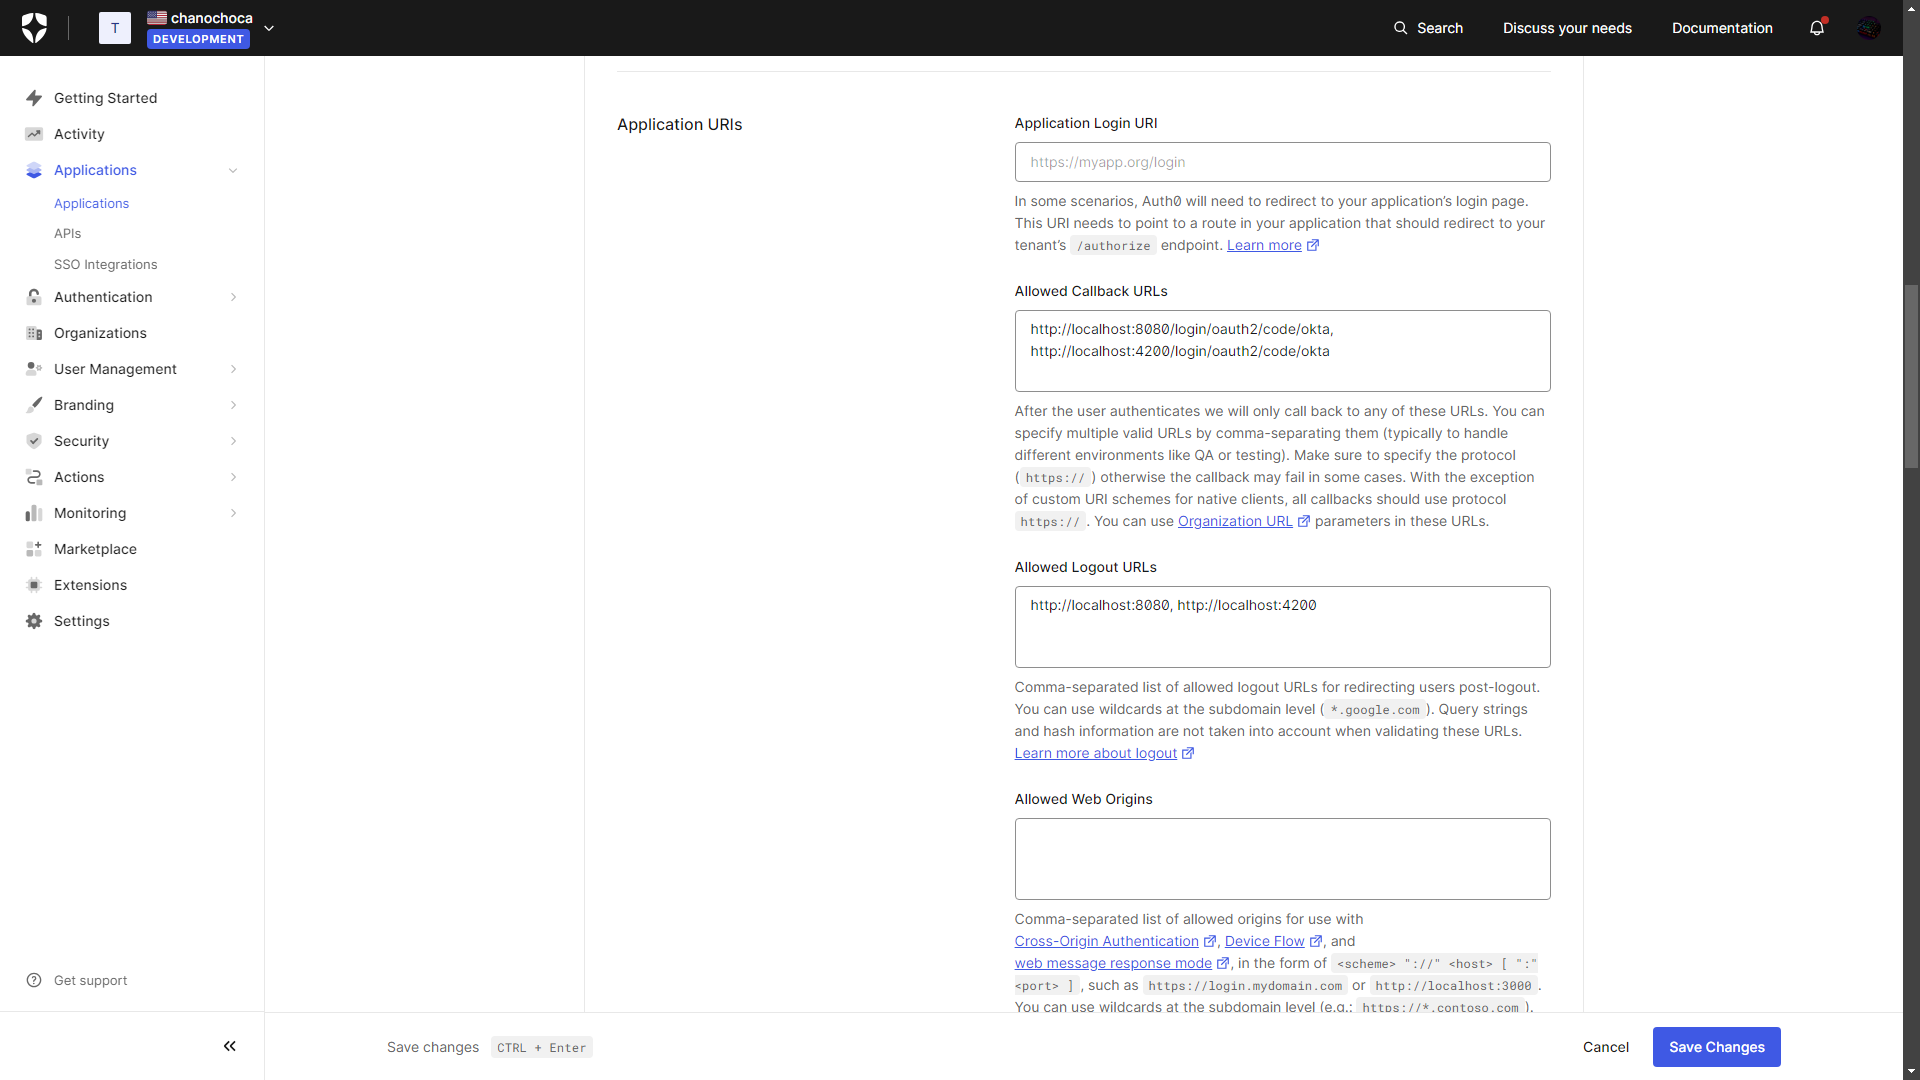 T
chanochoca
DEVELOPMENT
Search
Discuss your needs
Documentation
Getting Started
Activity
Applications
Applications
APIs
SSO Integrations
Authentication
Organizations
User Management
Branding
Security
Actions
Monitoring
Marketplace
Extensions
Settings
Get support
Application URIs
Application Login URI
https://myapp.org/login
In some scenarios, Auth0 will need to redirect to your application’s login page.
This URI needs to point to a route in your application that should redirect to your
tenant’s /authorize endpoint. Learn more
Allowed Callback URLs
http://localhost:8080/login/oauth2/code/okta,
http://localhost:4200/login/oauth2/code/okta
After the user authenticates we will only call back to any of these URLs. You can
specify multiple valid URLs by comma-separating them (typically to handle
different environments like QA or testing). Make sure to specify the protocol
( https:// ) otherwise the callback may fail in some cases. With the exception
of custom URI schemes for native clients, all callbacks should use protocol
https:// . You can use Organization URL parameters in these URLs.
Allowed Logout URLs
http://localhost:8080, http://localhost:4200
Comma-separated list of allowed logout URLs for redirecting users post-logout.
You can use wildcards at the subdomain level ( *.google.com ). Query strings
and hash information are not taken into account when validating these URLs.
Learn more about logout
Allowed Web Origins
Comma-separated list of allowed origins for use with
Cross-Origin Authentication , Device Flow , and
web message response mode , in the form of <scheme> "://" <host> [ ":"
<port> ] , such as https://login.mydomain.com or http://localhost:3000 .
You can use wildcards at the subdomain level (e.g.: https://*.contoso.com ).
Save changes CTRL + Enter
Cancel
Save Changes